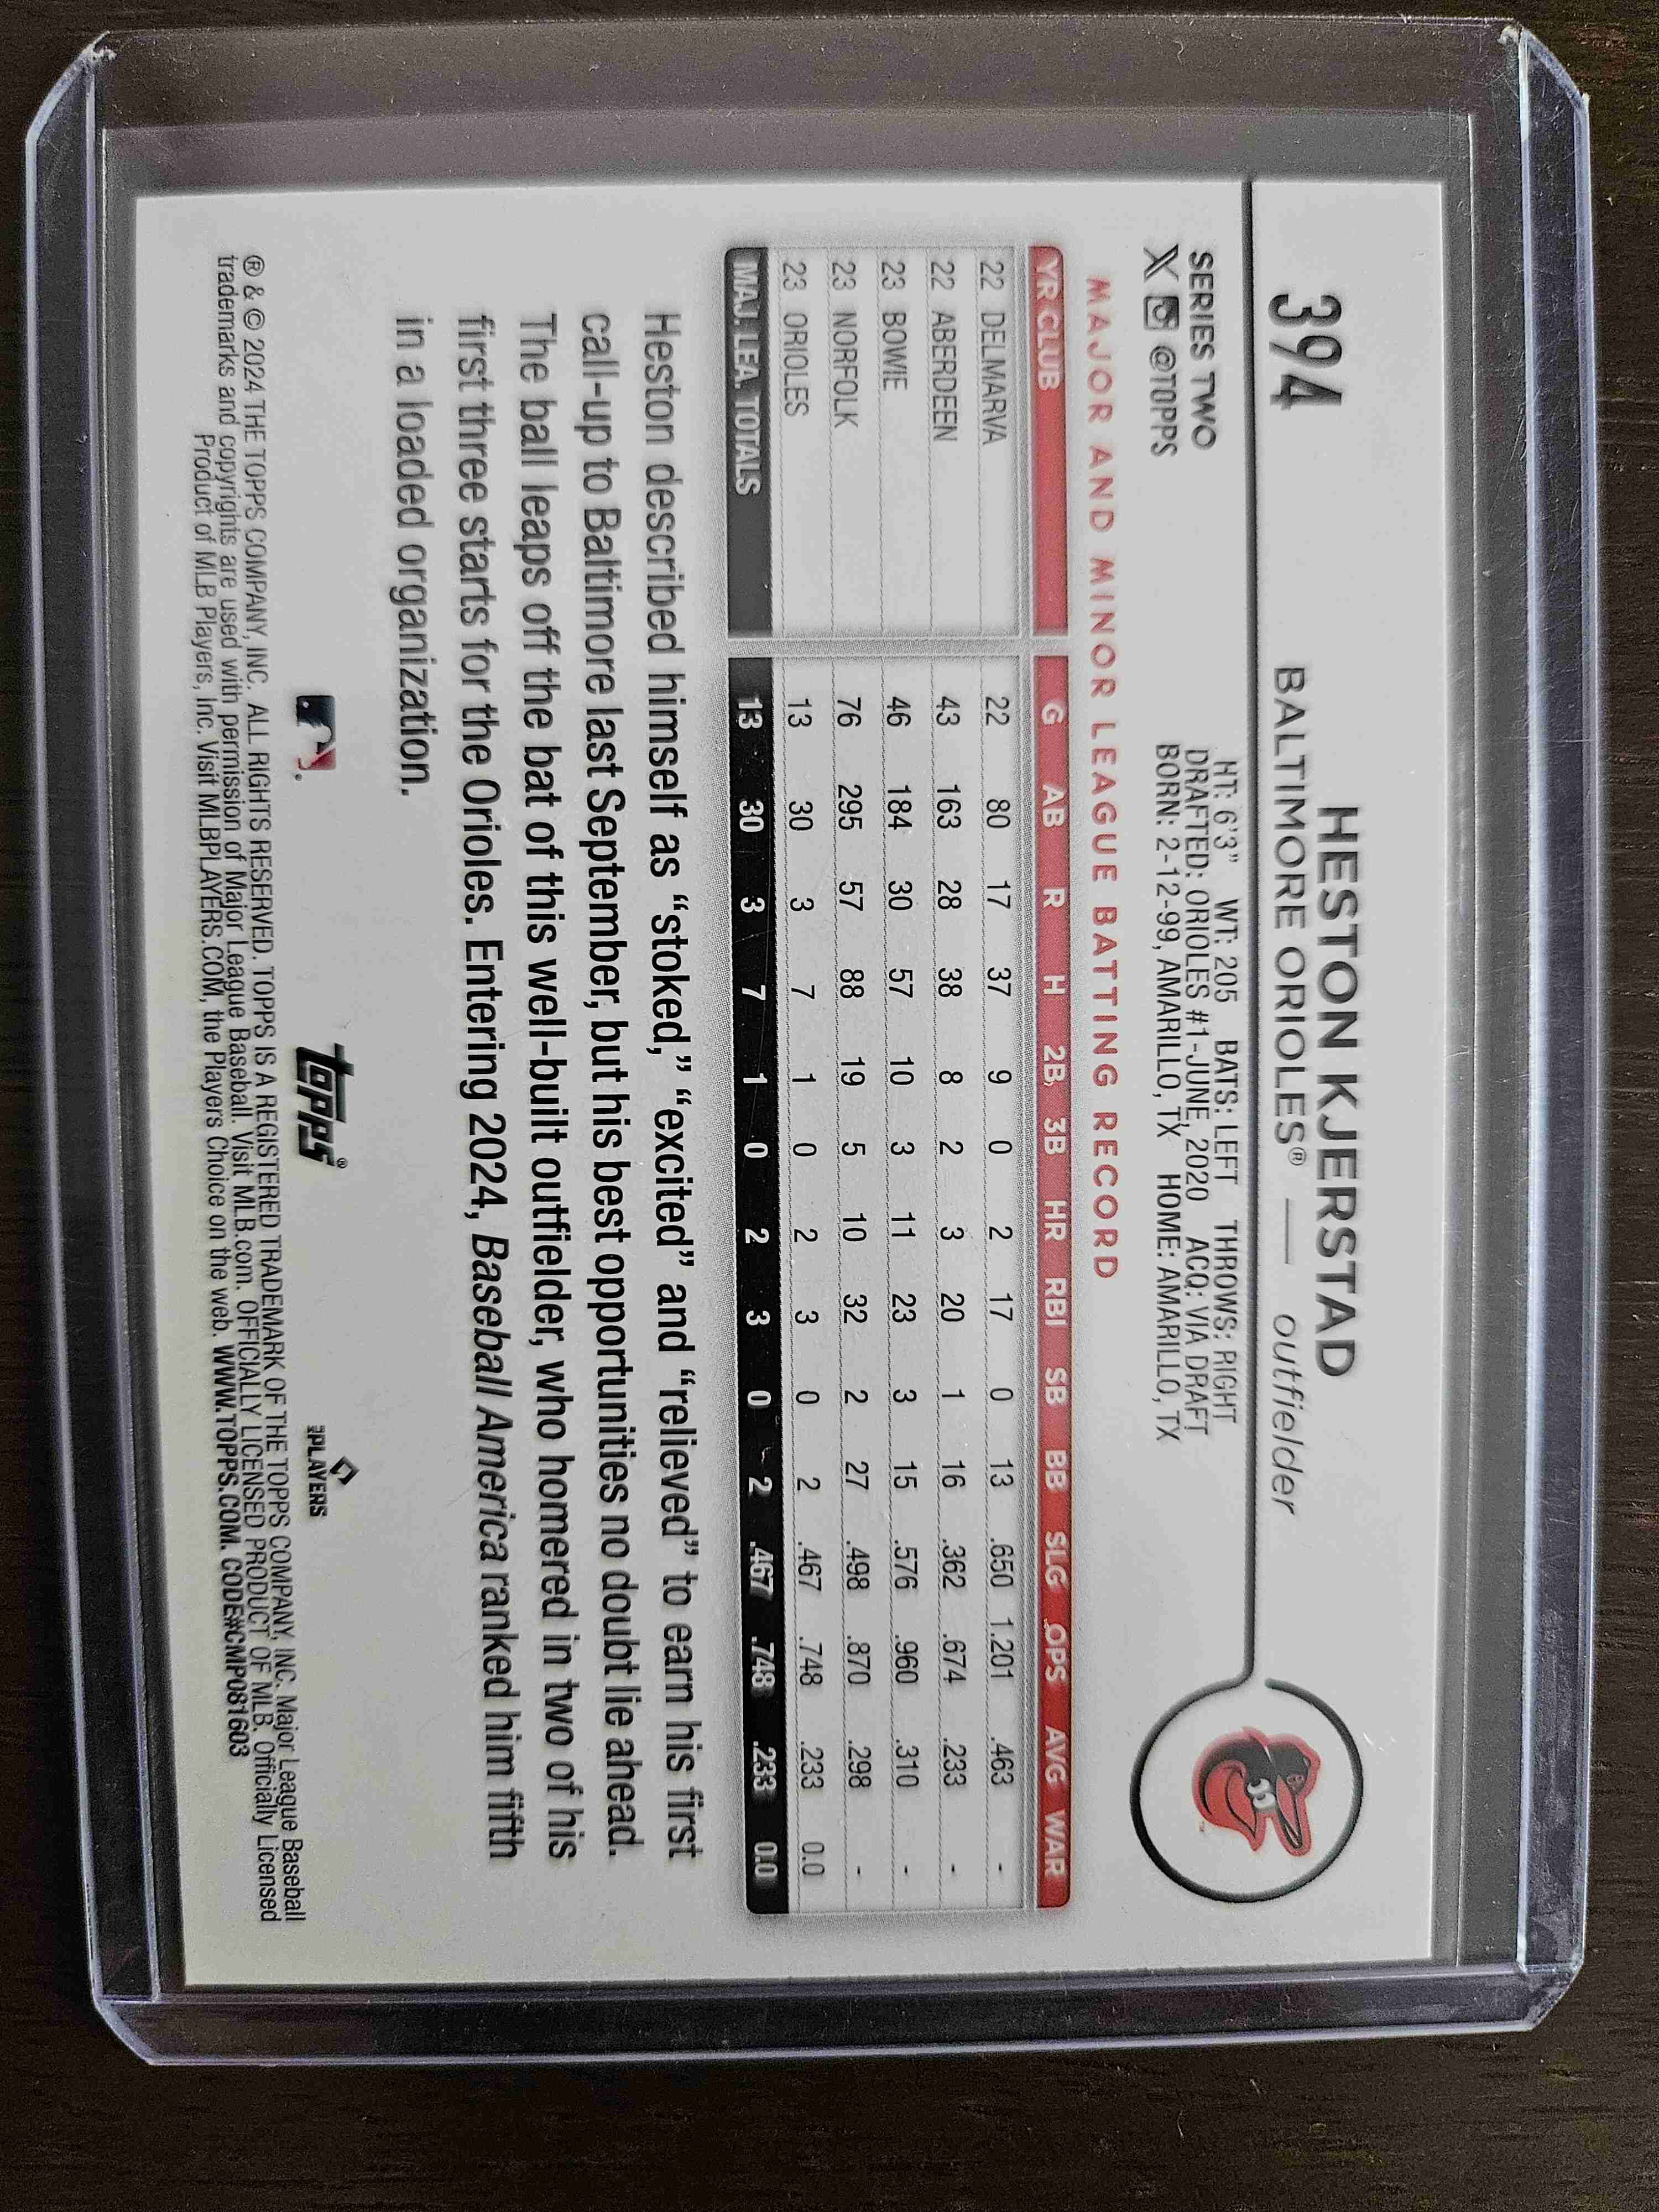 394
HESTON KJERSTAD
BALTIMORE ORIOLES® — outfielder
SERIES TWO
X @TOPPS
HT: 6'3" WT: 205 BATS: LEFT THROWS: RIGHT
DRAFTED: ORIOLES #1-JUNE, 2020 ACQ: VIA DRAFT
BORN: 2-12-99, AMARILLO, TX HOME: AMARILLO, TX
MAJOR AND MINOR LEAGUE BATTING RECORD
YR CLUB G AB R H 2B 3B HR RBI SB BB SLG OPS AVG WAR
22 DELMARVA 22 80 17 37 9 0 2 17 0 13 .650 1.201 .463 -
22 ABERDEEN 43 163 28 38 8 2 3 20 1 16 .362 .674 .233 -
23 BOWIE 46 184 30 57 10 3 11 23 3 15 .576 .960 .310 -
23 NORFOLK 76 295 57 88 19 5 10 32 2 27 .498 .870 .298 -
23 ORIOLES 13 30 3 7 1 0 2 3 0 2 .467 .748 .233 0.0
MAJ. LEA. TOTALS 13 30 3 7 1 0 2 3 0 2 .467 .748 .233 0.0
Heston described himself as “stoked,” “excited” and “relieved” to earn his first
call-up to Baltimore last September, but his best opportunities no doubt lie ahead.
The ball leaps off the bat of this well-built outfielder, who homered in two of his
first three starts for the Orioles. Entering 2024, Baseball America ranked him fifth
in a loaded organization.
topps®
PLAYERS
® & © 2024 THE TOPPS COMPANY, INC. ALL RIGHTS RESERVED. TOPPS IS A REGISTERED TRADEMARK OF THE TOPPS COMPANY, INC. Major League Baseball
trademarks and copyrights are used with permission of Major League Baseball. Visit MLB.com. OFFICIALLY LICENSED PRODUCT OF MLB. Officially Licensed
Product of MLB Players, Inc. Visit MLBPLAYERS.COM, the Players Choice on the web. WWW.TOPPS.COM. CODE#CMP081603